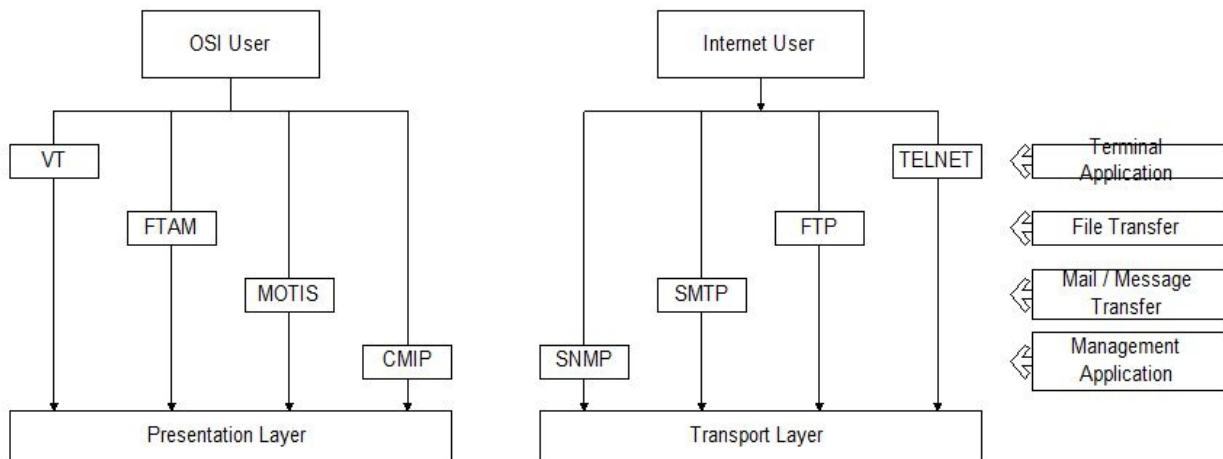 OSI User
Internet User
VT
TELNET
Terminal
Application
FTAM
FTP
File Transfer
MOTIS
SMTP
Mail / Message
Transfer
CMIP
SNMP
Management
Application
Presentation Layer
Transport Layer